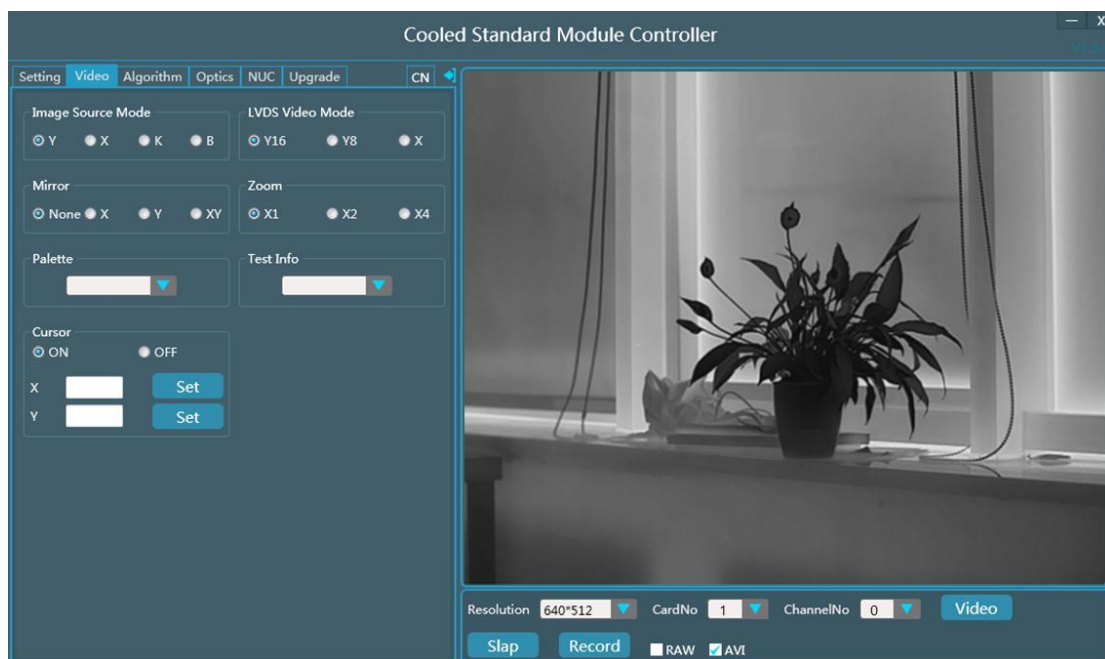 Cooled Standard Module Controller
Setting Video Algorithm Optics NUC Upgrade CN
Image Source Mode
Y X K B
LVDS Video Mode
Y16 Y8 X
Mirror
None X Y XY
Zoom
X1 X2 X4
Palette
Test Info
Cursor
ON OFF
X Set
Y Set
Resolution 640*512 CardNo 1 ChannelNo 0 Video
Slap Record RAW AVI